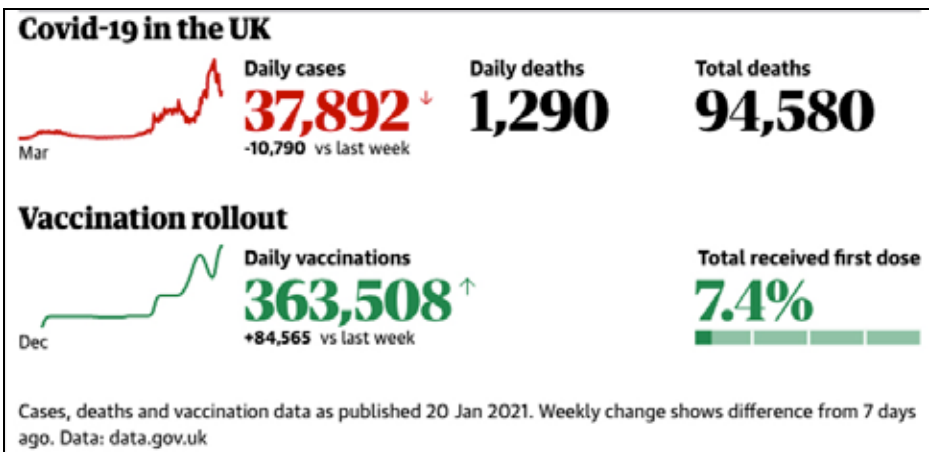 Covid-19 in the UK
Daily cases
37,892 ↓
-10,790 vs last week
Daily deaths
1,290
Total deaths
94,580
Mar
Vaccination rollout
Daily vaccinations
363,508 ↑
+84,565 vs last week
Total received first dose
7.4%
Dec
Cases, deaths and vaccination data as published 20 Jan 2021. Weekly change shows difference from 7 days
ago. Data: data.gov.uk